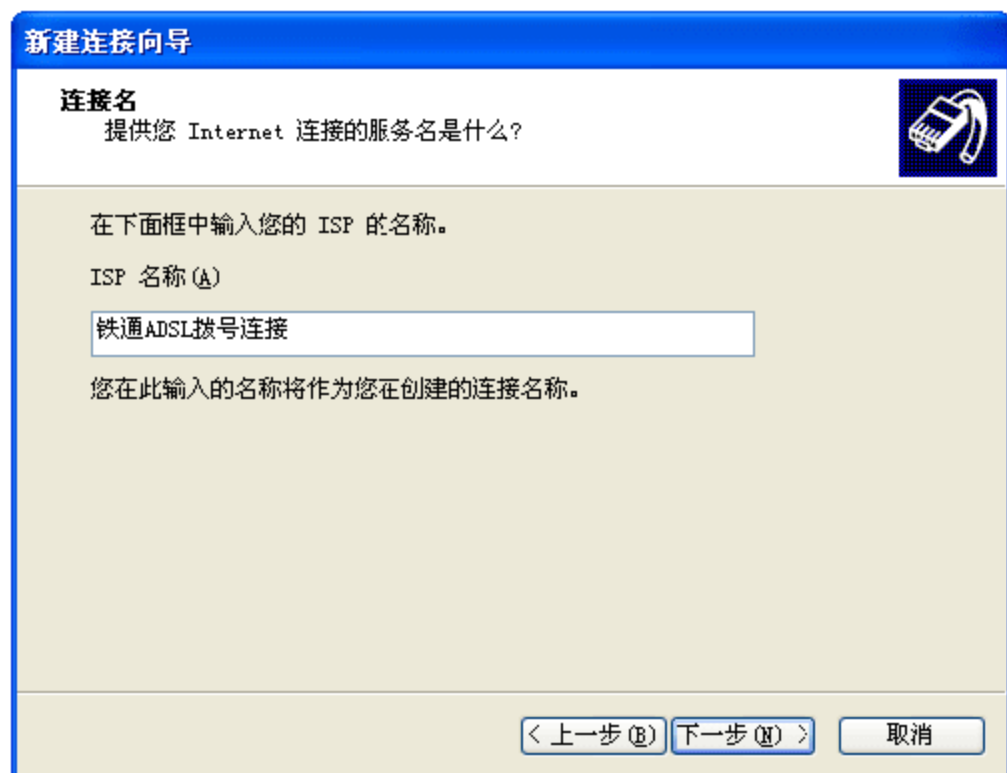 新建连接向导
连接名
提供您 Internet 连接的服务名是什么?
在下面框中输入您的 ISP 的名称。
ISP 名称(A)
铁通ADSL拨号连接
您在此输入的名称将作为您在创建的连接名称。
< 上一步(B) 下一步(N) > 取消